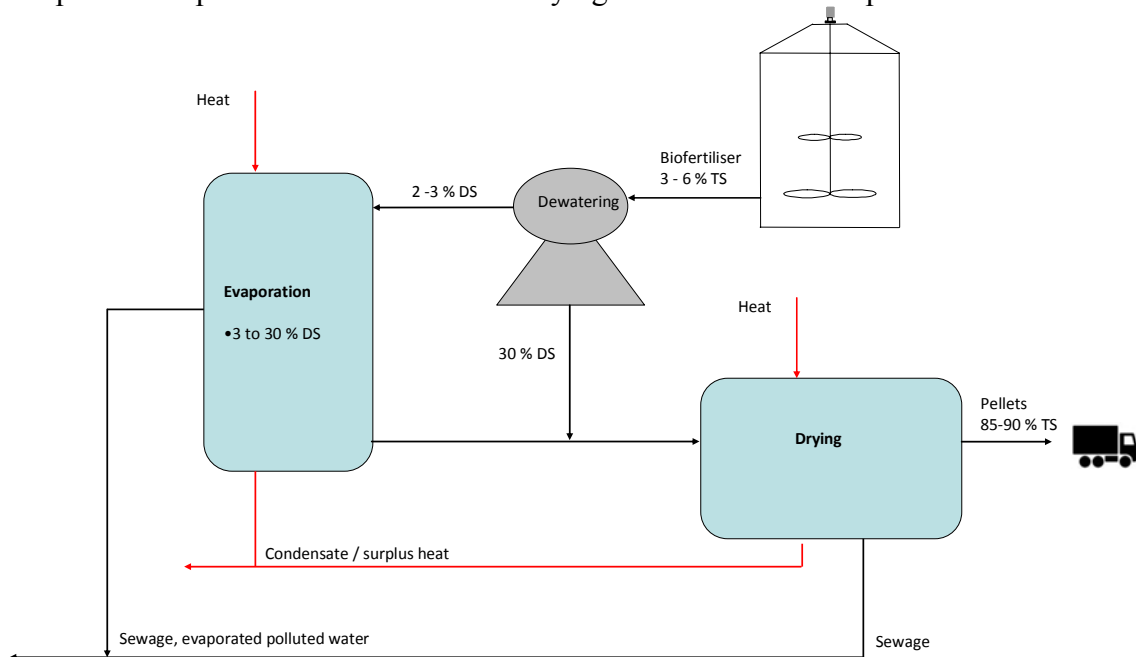 Heat
Biofertiliser
3 - 6 % TS
2 -3 % DS
Dewatering
Evaporation
•3 to 30 % DS
Heat
30 % DS
Pellets
85-90 % TS
Drying
Condensate / surplus heat
Sewage, evaporated polluted water
Sewage